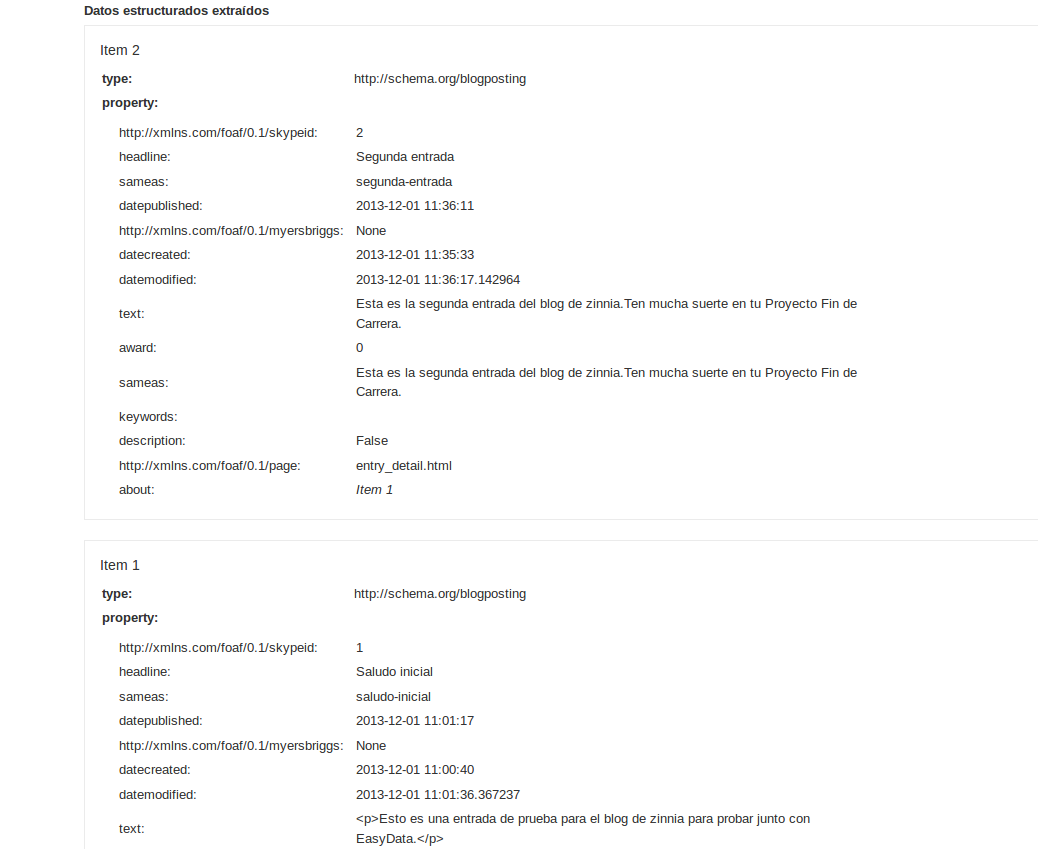 Datos estructurados extraídos
Item 2
type: http://schema.org/blogposting
property:
http://xmlns.com/foaf/0.1/skypeid: 2
headline: Segunda entrada
sameas: segunda-entrada
datepublished: 2013-12-01 11:36:11
http://xmlns.com/foaf/0.1/myersbriggs: None
datecreated: 2013-12-01 11:35:33
datemodified: 2013-12-01 11:36:17.142964
text: Esta es la segunda entrada del blog de zinnia.Ten mucha suerte en tu Proyecto Fin de
Carrera.
award: 0
sameas: Esta es la segunda entrada del blog de zinnia.Ten mucha suerte en tu Proyecto Fin de
Carrera.
keywords:
description: False
http://xmlns.com/foaf/0.1/page: entry_detail.html
about: Item 1
Item 1
type: http://schema.org/blogposting
property:
http://xmlns.com/foaf/0.1/skypeid: 1
headline: Saludo inicial
sameas: saludo-inicial
datepublished: 2013-12-01 11:01:17
http://xmlns.com/foaf/0.1/myersbriggs: None
datecreated: 2013-12-01 11:00:40
datemodified: 2013-12-01 11:01:36.367237
text: <p>Esto es una entrada de prueba para el blog de zinnia para probar junto con
EasyData.</p>